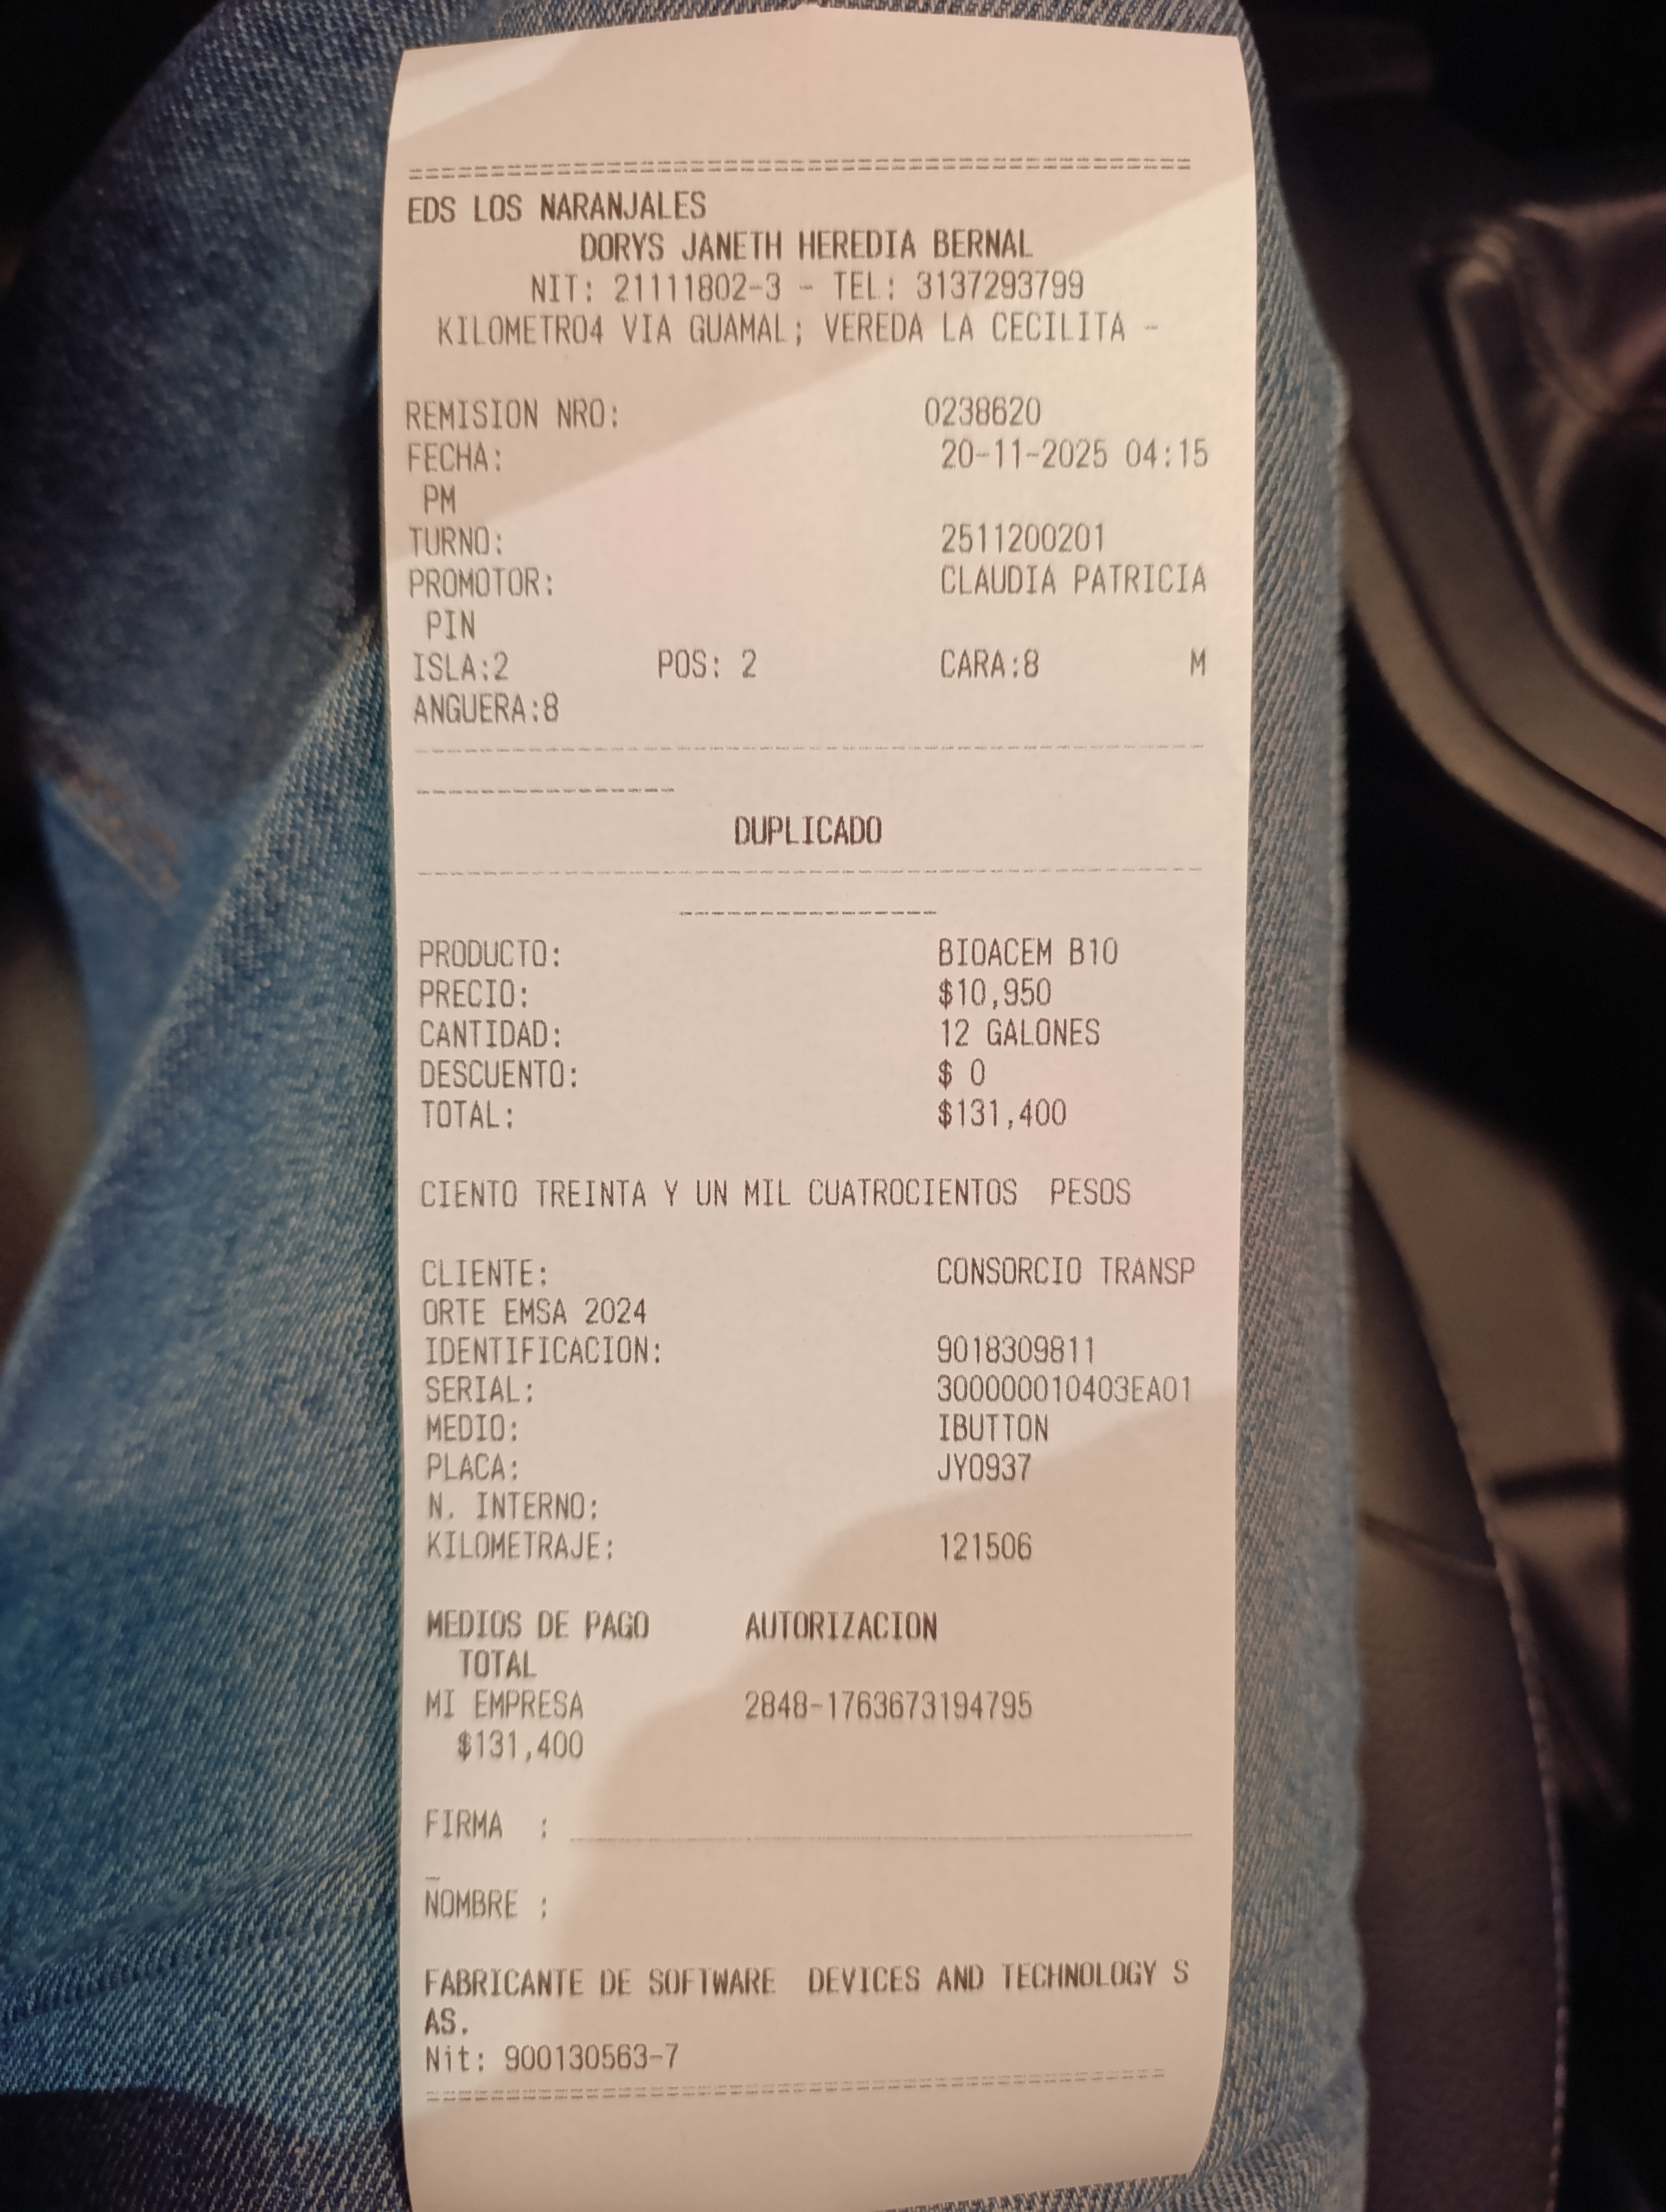 EDS LOS NARANJALES
DORYS JANETH HEREDIA BERNAL
NIT: 21111802-3 - TEL: 3137293799
KILOMETRO4 VIA GUAMAL; VEREDA LA CECILITA -
REMISION NRO: 0238620
FECHA: 20-11-2025 04:15
PM
TURNO: 2511200201
PROMOTOR: CLAUDIA PATRICIA
PIN
ISLA:2 POS: 2 CARA:8 M
ANGUERA:8
DUPLICADO
PRODUCTO: BIOACEM B10
PRECIO: $10,950
CANTIDAD: 12 GALONES
DESCUENTO: $ 0
TOTAL: $131,400
CIENTO TREINTA Y UN MIL CUATROCIENTOS PESOS
CLIENTE: CONSORCIO TRANSP
ORTE EMSA 2024
IDENTIFICACION: 9018309811
SERIAL: 300000010403EA01
MEDIO: IBUTTON
PLACA: JYO937
N. INTERNO:
KILOMETRAJE: 121506
MEDIOS DE PAGO AUTORIZACION
TOTAL
MI EMPRESA 2848-1763673194795
$131,400
FIRMA :
NOMBRE :
FABRICANTE DE SOFTWARE DEVICES AND TECHNOLOGY S
AS.
Nit: 900130563-7